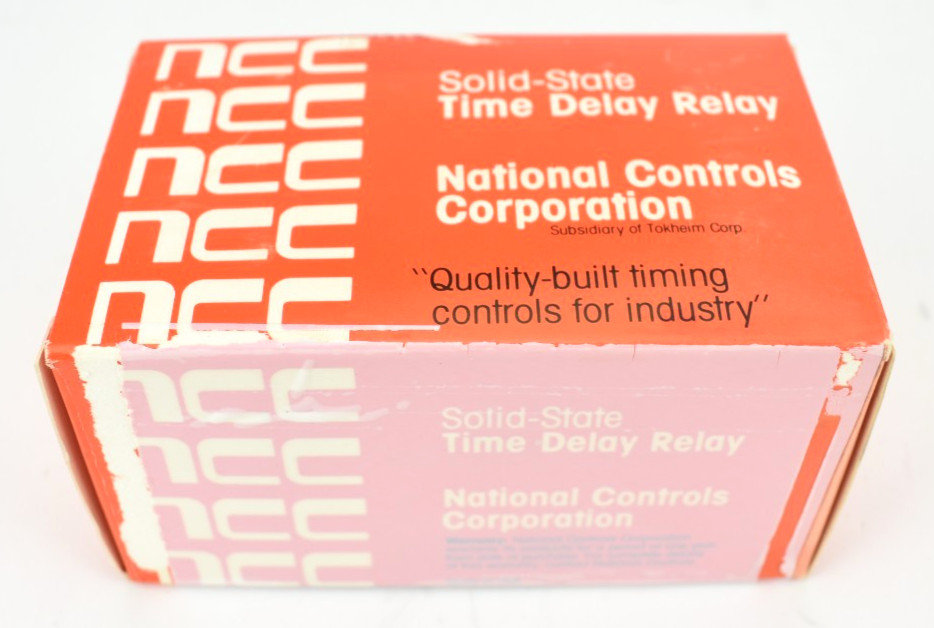 ncc
ncc
ncc
ncc
ncc
Solid-State
Time Delay Relay
National Controls
Corporation
Subsidiary of Tokheim Corp.
"Quality-built timing
controls for industry"
ncc
ncc
ncc
ncc
Solid-State
Time Delay Relay
National Controls
Corporation